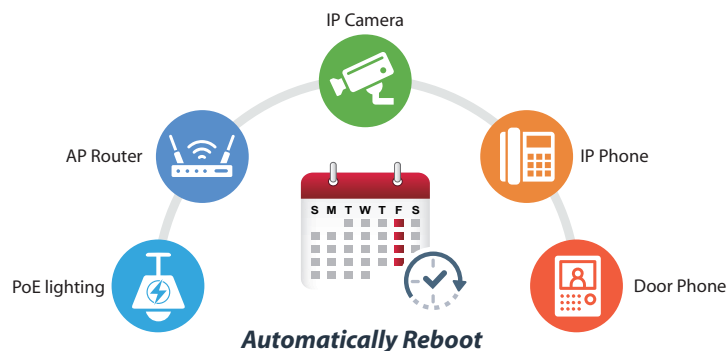 IP Camera
AP Router
IP Phone
S M T W T F S
PoE lighting
Door Phone
Automatically Reboot